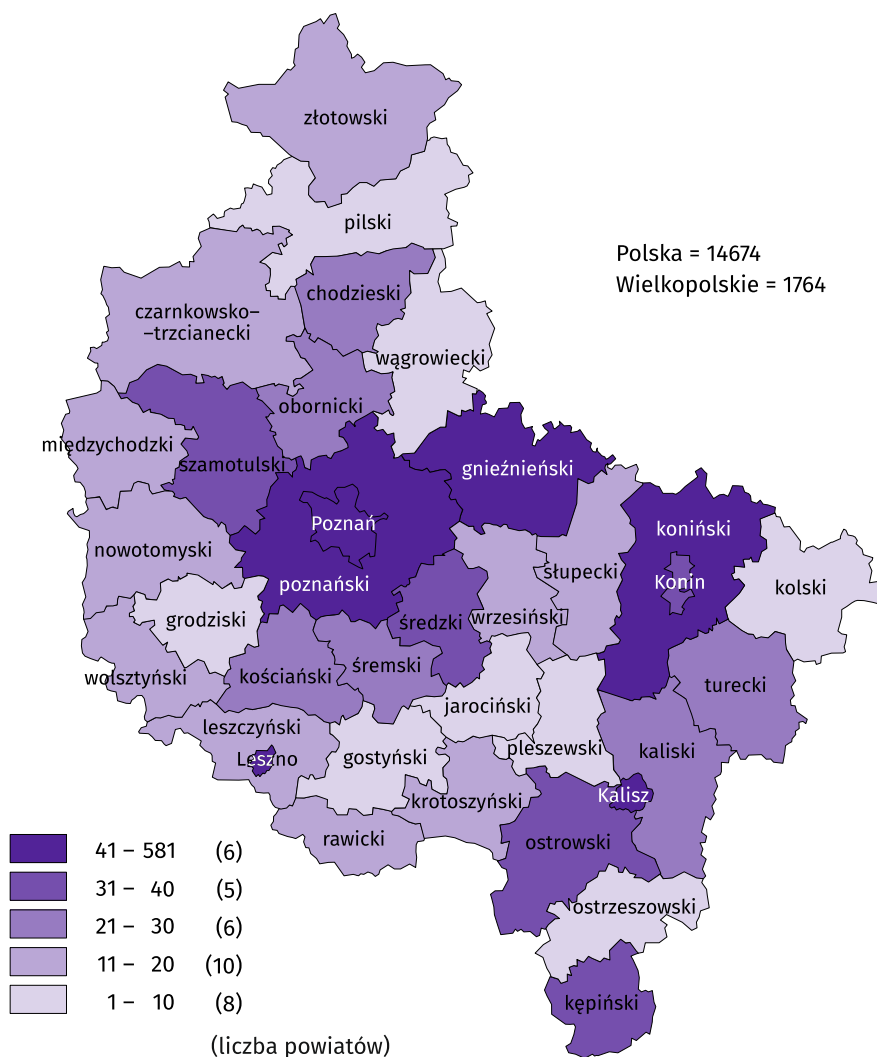 złotowski
pilski
Polska = 14674
Wielkopolskie = 1764
chodzieski
czarnkowsko–
–trzcianecki
wągrowiecki
obornicki
międzychodzki
szamotulski
gnieźnieński
Poznań
koniński
nowotomyski
słupecki
Konin
poznański
kolski
grodziski
średzki
wrzesiński
wolsztyński
kościański
śremski
turecki
jarociński
leszczyński
pleszewski
kaliski
Leszno
gostyński
Kalisz
krotoszyński
rawicki
ostrowski
41 – 581 (6)
31 – 40 (5)
21 – 30 (6)
11 – 20 (10)
1 – 10 (8)
(liczba powiatów)
ostrzeszowski
kępiński